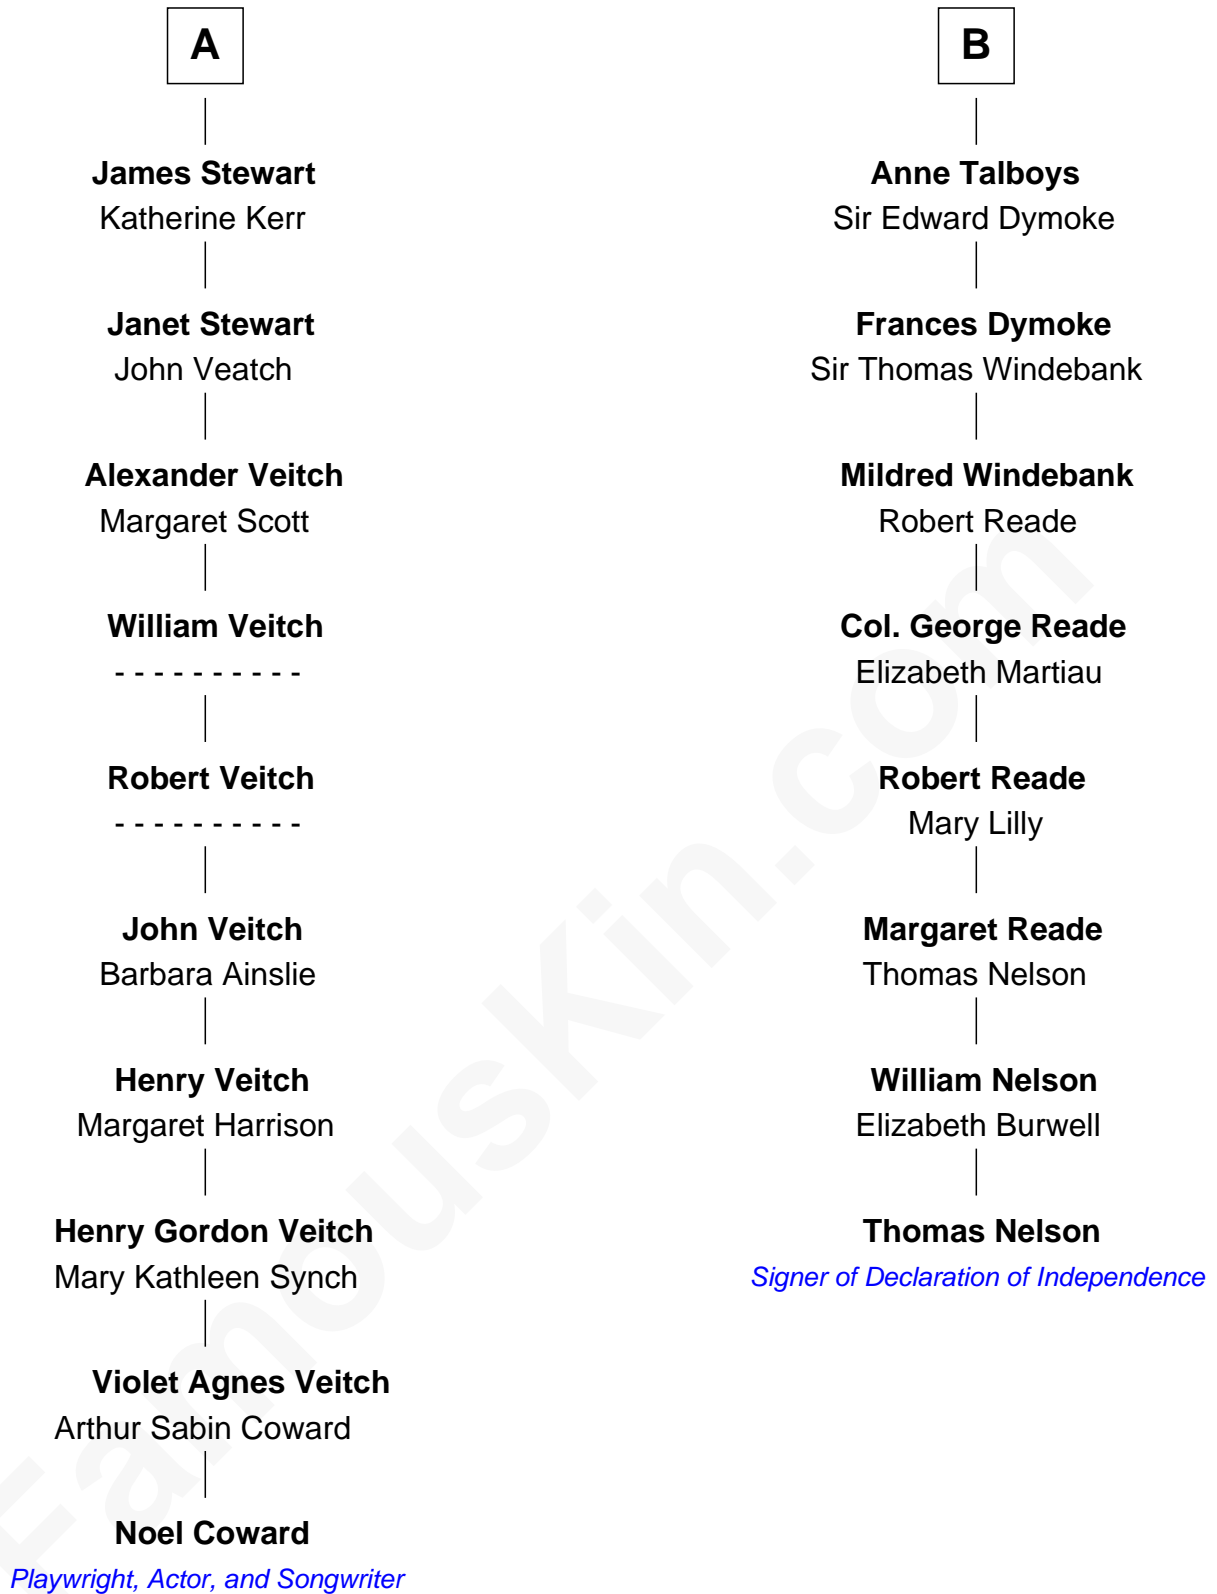 A
James Stewart
Katherine Kerr
Janet Stewart
John Veatch
Alexander Veitch
Margaret Scott
William Veitch
- - - - - - - - - -
Robert Veitch
- - - - - - - - - -
John Veitch
Barbara Ainslie
Henry Veitch
Margaret Harrison
Henry Gordon Veitch
Mary Kathleen Synch
Violet Agnes Veitch
Arthur Sabin Coward
Noel Coward
Playwright, Actor, and Songwriter
B
Anne Talboys
Sir Edward Dymoke
Frances Dymoke
Sir Thomas Windebank
Mildred Windebank
Robert Reade
Col. George Reade
Elizabeth Martiau
Robert Reade
Mary Lilly
Margaret Reade
Thomas Nelson
William Nelson
Elizabeth Burwell
Thomas Nelson
Signer of Declaration of Independence
FamousKin.com